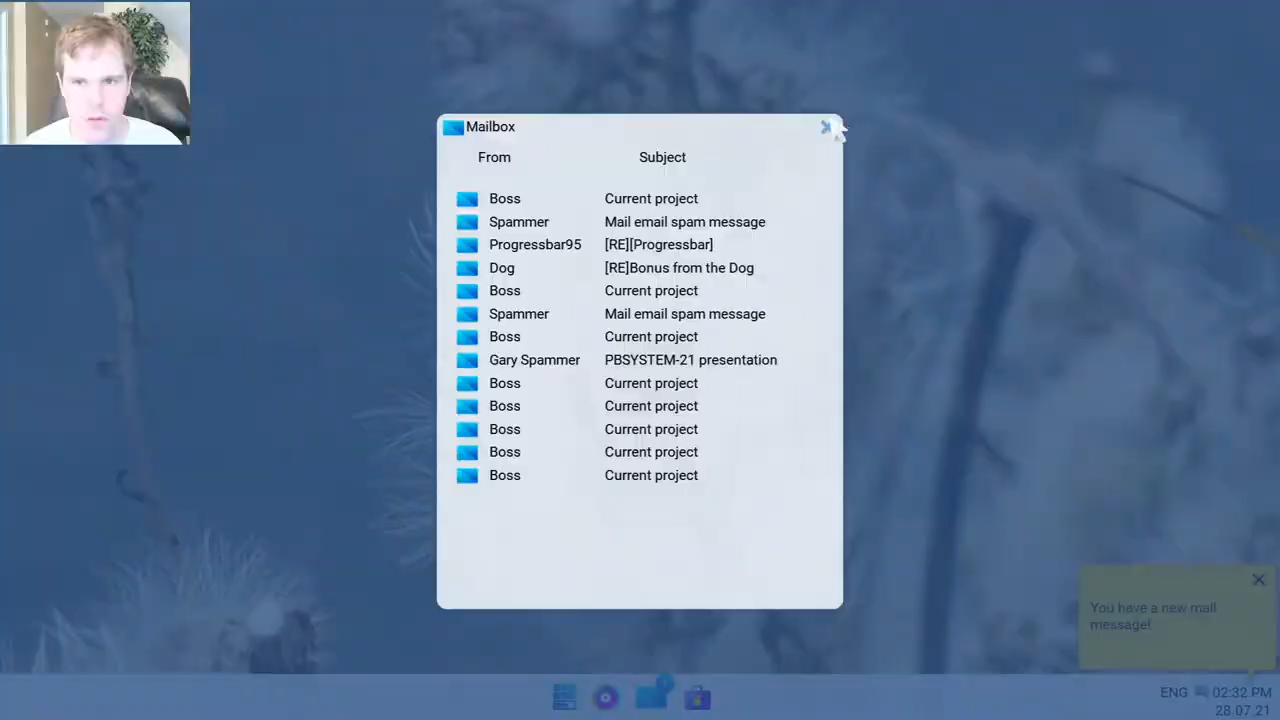 Mailbox
From Subject
Boss Current project
Spammer Mail email spam message
Progressbar95 [RE][Progressbar]
Dog [RE]Bonus from the Dog
Boss Current project
Spammer Mail email spam message
Boss Current project
Gary Spammer PBSYSTEM-21 presentation
Boss Current project
Boss Current project
Boss Current project
Boss Current project
Boss Current project
You have a new mail
message!
ENG 02:32 PM
28.07.21